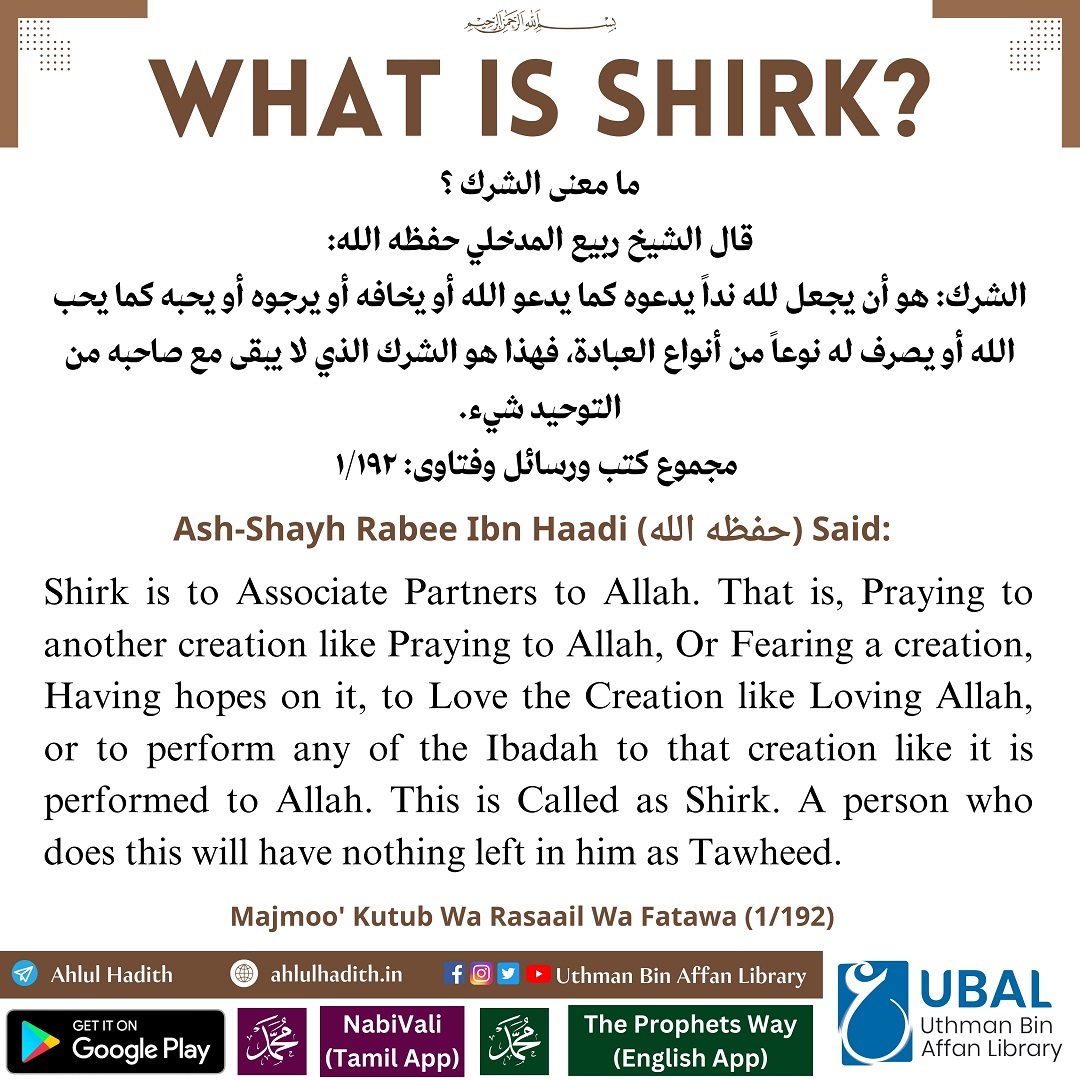 بسم الله الرحمن الرحيم
WHAT IS SHIRK?
ما معنى الشرك ؟
قال الشيخ ربيع المدخلي حفظه الله:
الشرك: هو أن يجعل لله نداً يدعوه كما يدعو الله أو يخافه أو يرجوه أو يحبه كما يحب
الله أو يصرف له نوعاً من أنواع العبادة، فهذا هو الشرك الذي لا يبقى مع صاحبه من
التوحيد شيء.
مجموع كتب ورسائل وفتاوى: ١/١٩٢
Ash-Shayh Rabee Ibn Haadi (حفظه الله) Said:
Shirk is to Associate Partners to Allah. That is, Praying to
another creation like Praying to Allah, Or Fearing a creation,
Having hopes on it, to Love the Creation like Loving Allah,
or to perform any of the Ibadah to that creation like it is
performed to Allah. This is Called as Shirk. A person who
does this will have nothing left in him as Tawheed.
Majmoo' Kutub Wa Rasaail Wa Fatawa (1/192)
Ahlul Hadith
ahlulhadith.in
Uthman Bin Affan Library
GET IT ON
Google Play
محمد
NabiVali
(Tamil App)
محمد
The Prophets Way
(English App)
UBAL
Uthman Bin
Affan Library